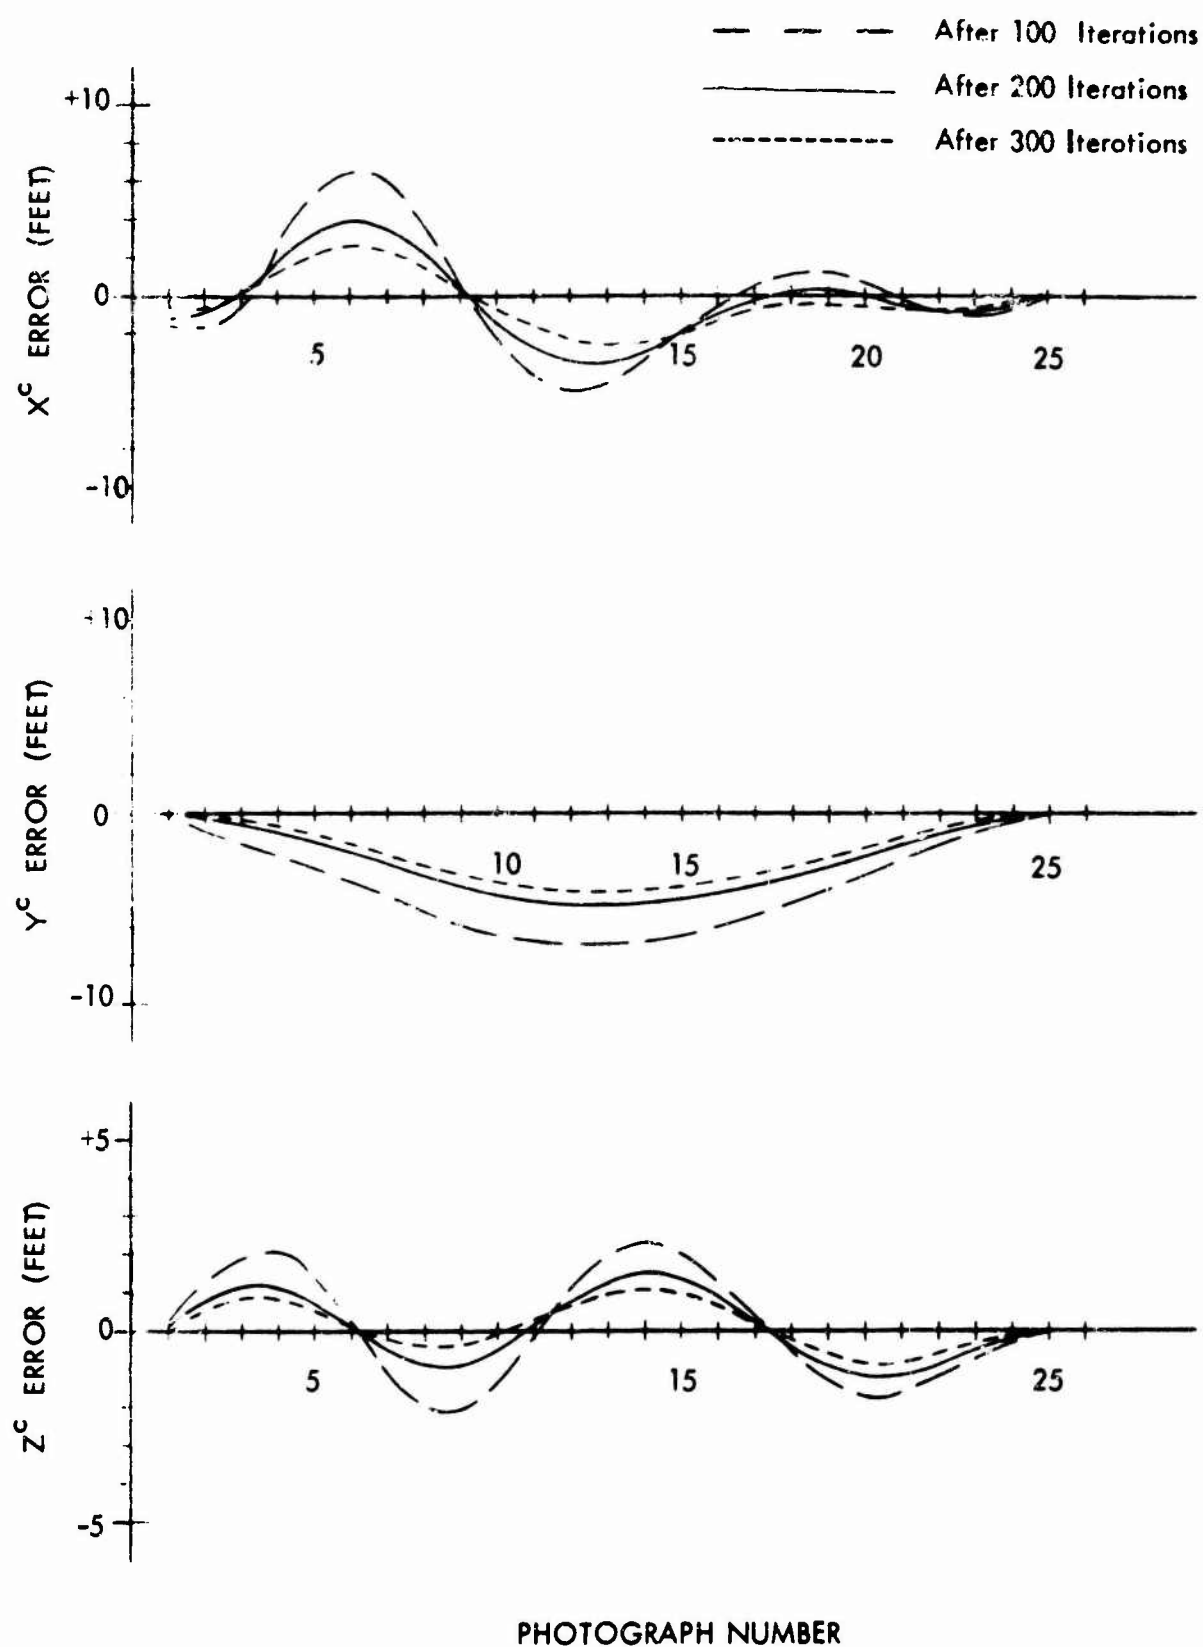 After 100 Iterations
After 200 Iterations
After 300 Iterotions
+10
X^c ERROR (FEET)
0
5
15
20
25
-10
+10
Y^c ERROR (FEET)
0
10
15
25
-10
+5
Z^c ERROR (FEET)
0
5
15
25
-5
PHOTOGRAPH NUMBER